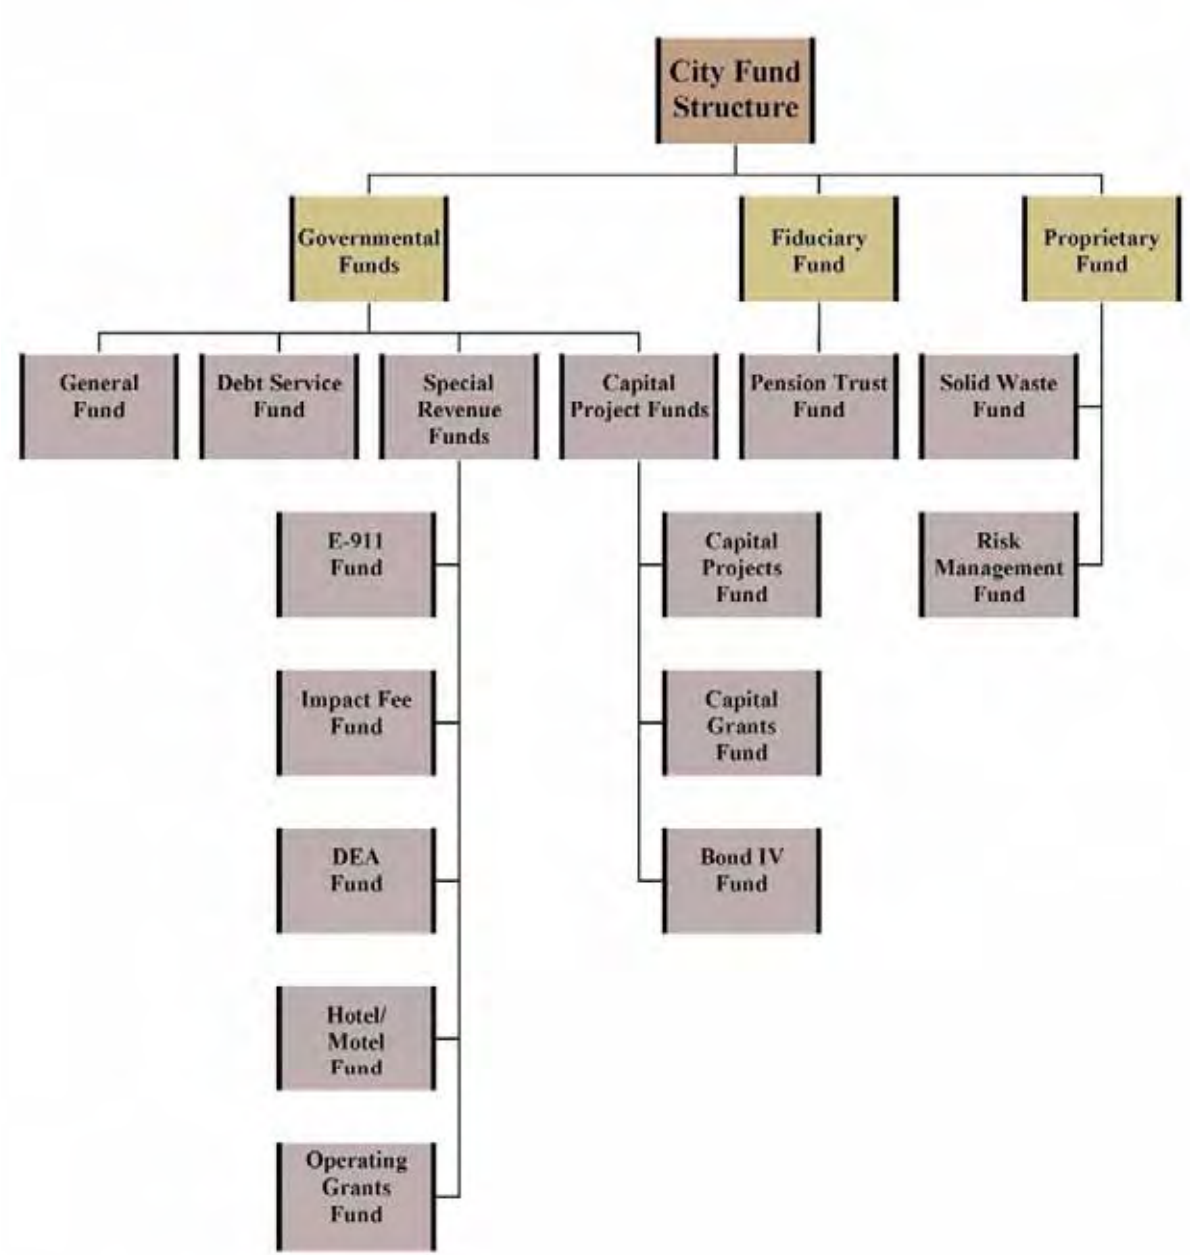 City Fund
Structure
Governmental
Funds
Fiduciary
Fund
Proprietary
Fund
General
Fund
Debt Service
Fund
Special
Revenue
Funds
Capital
Project Funds
Pension Trust
Fund
Solid Waste
Fund
E-911
Fund
Capital
Projects
Fund
Risk
Management
Fund
Impact Fee
Fund
Capital
Grants
Fund
DEA
Fund
Bond IV
Fund
Hotel/
Motel
Fund
Operating
Grants
Fund